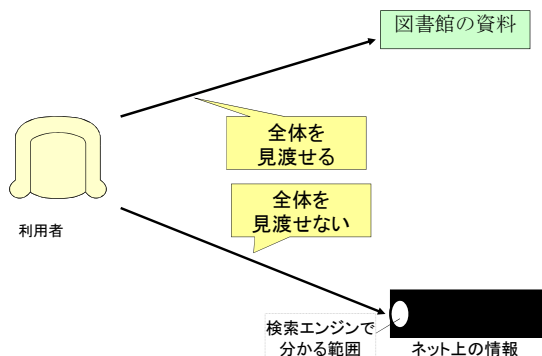 図書館の資料
全体を
見渡せる
全体を
見渡せない
利用者
検索エンジンで
分かる範囲
ネット上の情報